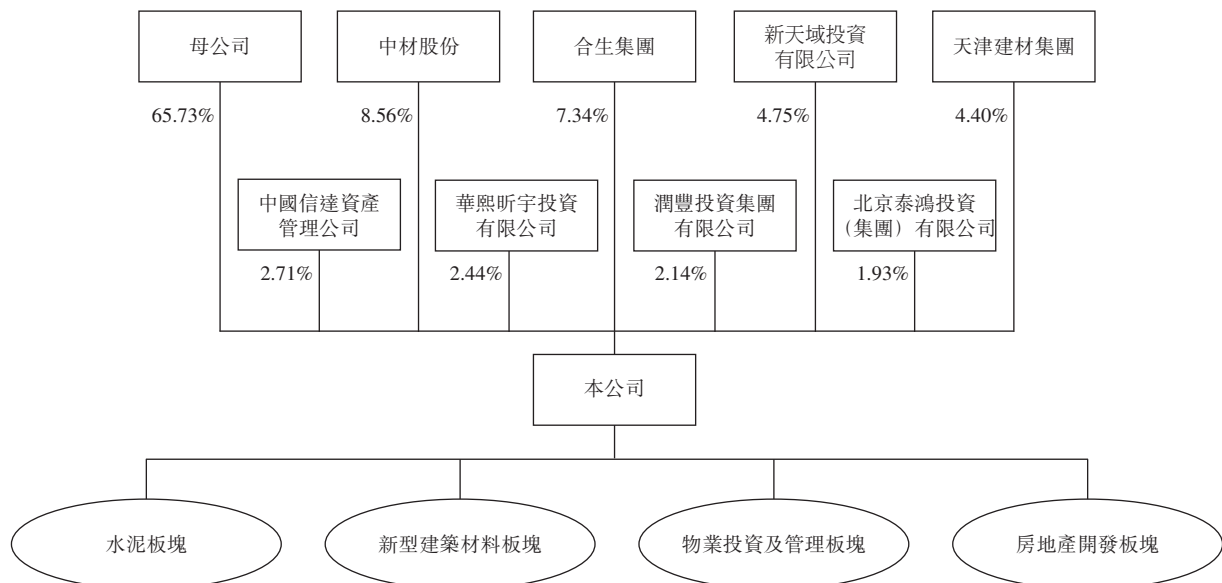 母公司
中材股份
合生集團
新天域投資
有限公司
天津建材集團
65.73%
8.56%
7.34%
4.75%
4.40%
中國信達資產
管理公司
華熙昕宇投資
有限公司
潤豐投資集團
有限公司
北京泰鴻投資
（集團）有限公司
2.71%
2.44%
2.14%
1.93%
本公司
水泥板塊
新型建築材料板塊
物業投資及管理板塊
房地產開發板塊